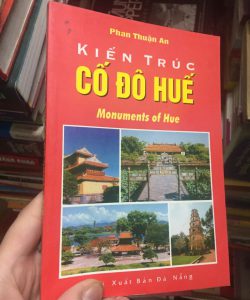 Phan Thuận An
KIẾN TRÚC
CỐ ĐÔ HUẾ
Monuments of Hue
Xuất Bản Đà Nẵng